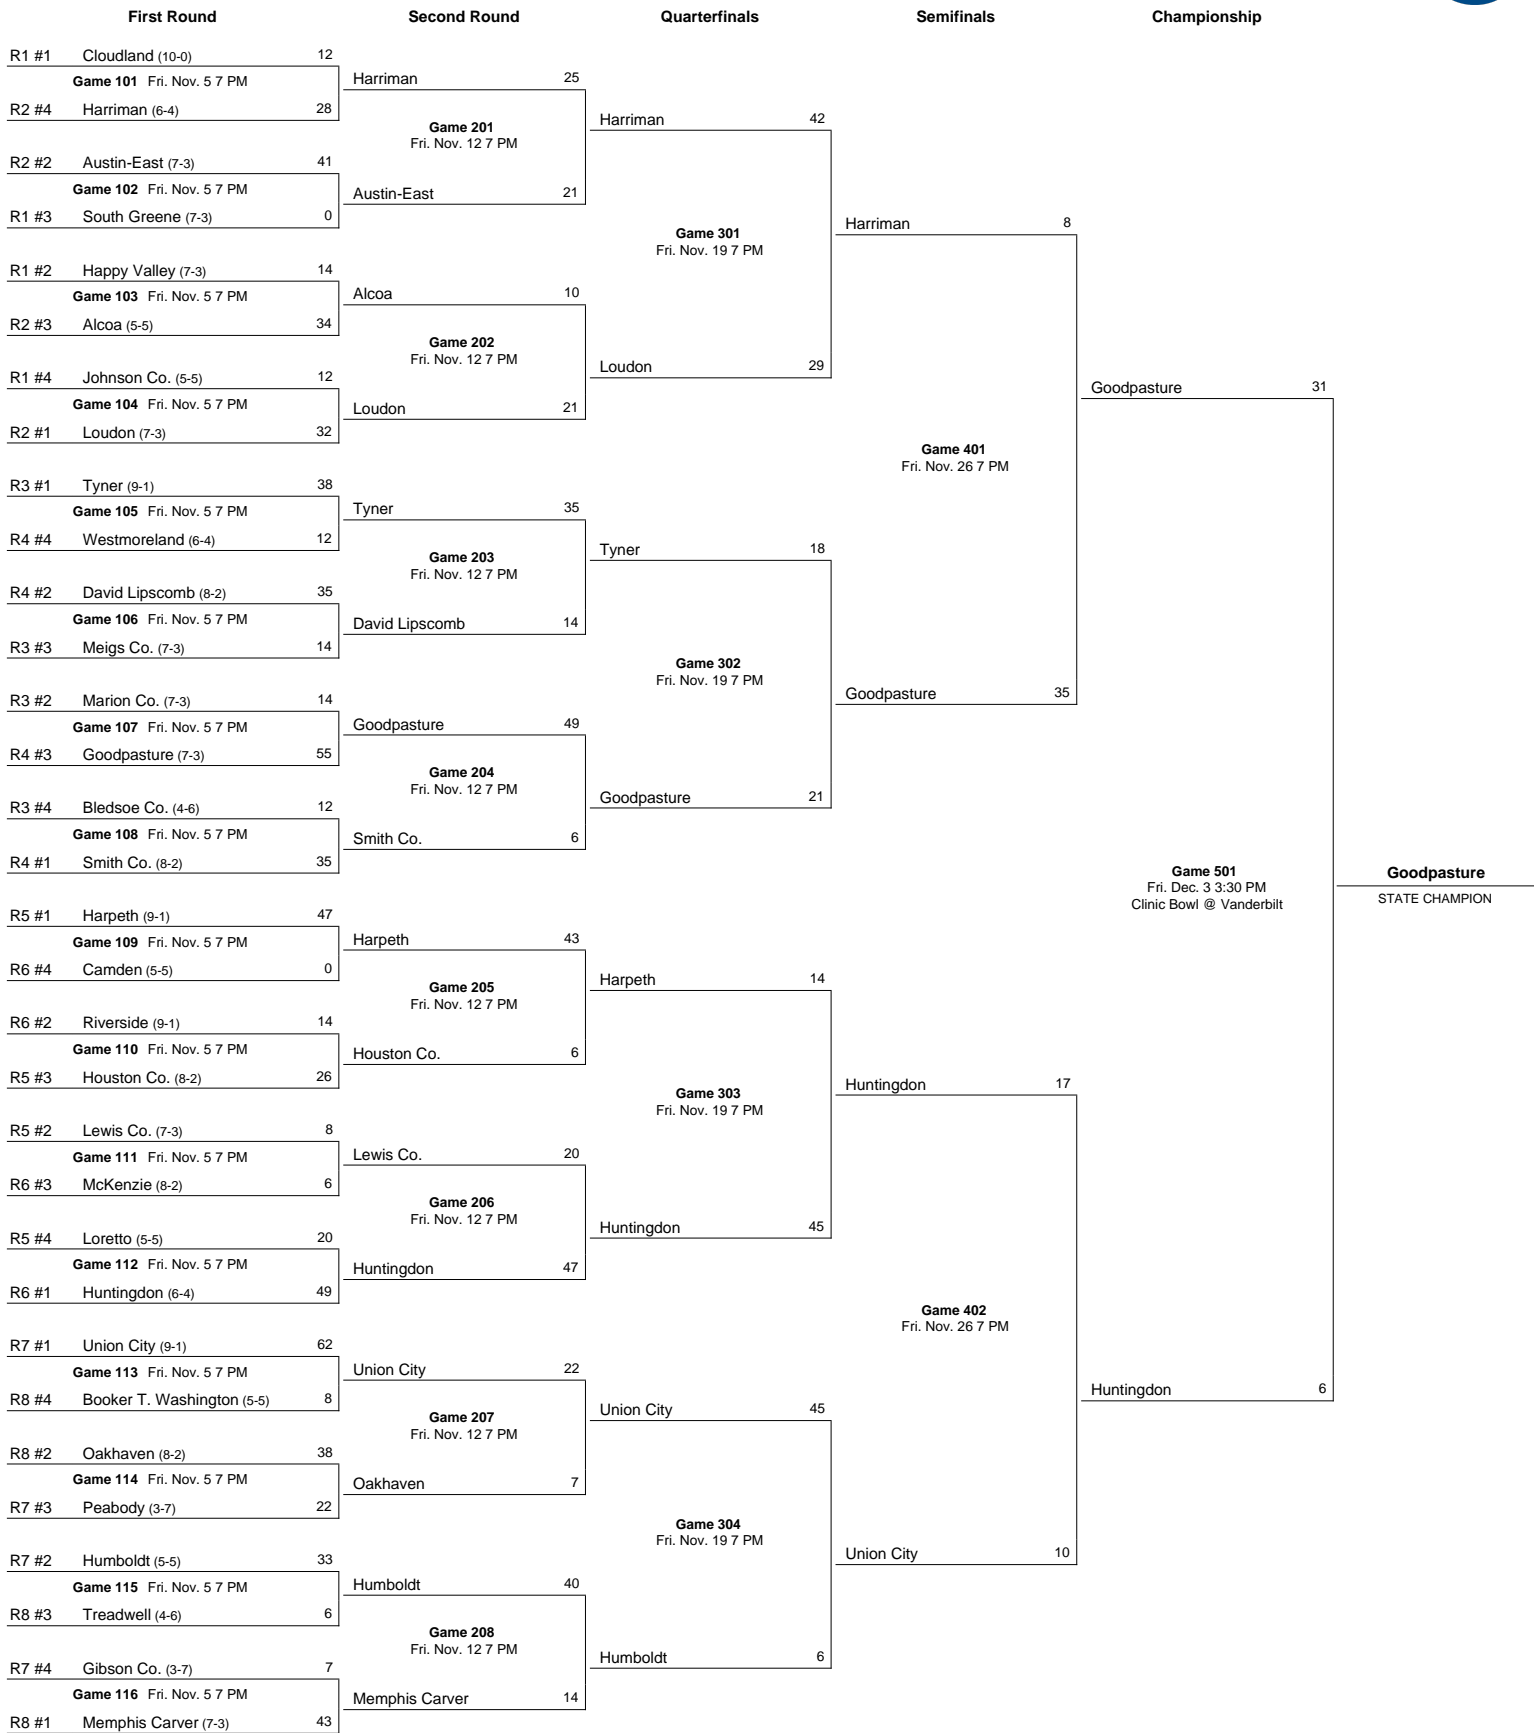 First Round Second Round Quarterfinals Semifinals Championship
R1 #1 Cloudland (10-0) 12
Game 101 Fri. Nov. 5 7 PM
R2 #4 Harriman (6-4) 28
R2 #2 Austin-East (7-3) 41
Game 102 Fri. Nov. 5 7 PM
R1 #3 South Greene (7-3) 0
R1 #2 Happy Valley (7-3) 14
Game 103 Fri. Nov. 5 7 PM
R2 #3 Alcoa (5-5) 34
R1 #4 Johnson Co. (5-5) 12
Game 104 Fri. Nov. 5 7 PM
R2 #1 Loudon (7-3) 32
R3 #1 Tyner (9-1) 38
Game 105 Fri. Nov. 5 7 PM
R4 #4 Westmoreland (6-4) 12
R4 #2 David Lipscomb (8-2) 35
Game 106 Fri. Nov. 5 7 PM
R3 #3 Meigs Co. (7-3) 14
R3 #2 Marion Co. (7-3) 14
Game 107 Fri. Nov. 5 7 PM
R4 #3 Goodpasture (7-3) 55
R3 #4 Bledsoe Co. (4-6) 12
Game 108 Fri. Nov. 5 7 PM
R4 #1 Smith Co. (8-2) 35
R5 #1 Harpeth (9-1) 47
Game 109 Fri. Nov. 5 7 PM
R6 #4 Camden (5-5) 0
R6 #2 Riverside (9-1) 14
Game 110 Fri. Nov. 5 7 PM
R5 #3 Houston Co. (8-2) 26
R5 #2 Lewis Co. (7-3) 8
Game 111 Fri. Nov. 5 7 PM
R6 #3 McKenzie (8-2) 6
R5 #4 Loretto (5-5) 20
Game 112 Fri. Nov. 5 7 PM
R6 #1 Huntingdon (6-4) 49
R7 #1 Union City (9-1) 62
Game 113 Fri. Nov. 5 7 PM
R8 #4 Booker T. Washington (5-5) 8
R8 #2 Oakhaven (8-2) 38
Game 114 Fri. Nov. 5 7 PM
R7 #3 Peabody (3-7) 22
R7 #2 Humboldt (5-5) 33
Game 115 Fri. Nov. 5 7 PM
R8 #3 Treadwell (4-6) 6
R7 #4 Gibson Co. (3-7) 7
Game 116 Fri. Nov. 5 7 PM
R8 #1 Memphis Carver (7-3) 43
Harriman 25
Game 201
Fri. Nov. 12 7 PM
Austin-East 21
Alcoa 10
Game 202
Fri. Nov. 12 7 PM
Loudon 21
Tyner 35
Game 203
Fri. Nov. 12 7 PM
David Lipscomb 14
Goodpasture 49
Game 204
Fri. Nov. 12 7 PM
Smith Co. 6
Harpeth 43
Game 205
Fri. Nov. 12 7 PM
Houston Co. 6
Lewis Co. 20
Game 206
Fri. Nov. 12 7 PM
Huntingdon 47
Union City 22
Game 207
Fri. Nov. 12 7 PM
Oakhaven 7
Humboldt 40
Game 208
Fri. Nov. 12 7 PM
Memphis Carver 14
Harriman 42
Game 301
Fri. Nov. 19 7 PM
Loudon 29
Tyner 18
Game 302
Fri. Nov. 19 7 PM
Goodpasture 21
Harpeth 14
Game 303
Fri. Nov. 19 7 PM
Huntingdon 45
Union City 45
Game 304
Fri. Nov. 19 7 PM
Humboldt 6
Harriman 8
Game 401
Fri. Nov. 26 7 PM
Goodpasture 35
Huntingdon 17
Game 402
Fri. Nov. 26 7 PM
Union City 10
Goodpasture 31
Game 501
Fri. Dec. 3 3:30 PM
Clinic Bowl @ Vanderbilt
Huntingdon 6
Goodpasture
STATE CHAMPION